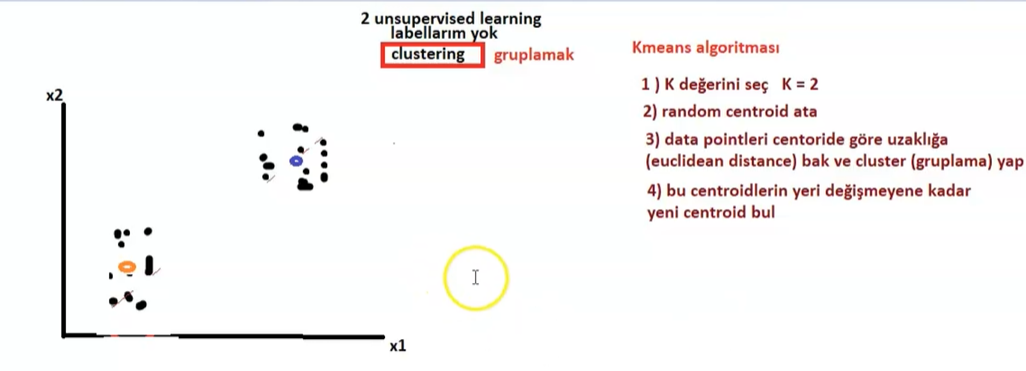 2 unsupervised learning
labellarım yok
clustering gruplamak
Kmeans algoritması
1 ) K değerini seç K = 2
2) random centroid ata
3) data pointleri centoride göre uzaklığa
(euclidean distance) bak ve cluster (gruplama) yap
4) bu centroidlerin yeri değişmeyene kadar
yeni centroid bul
x2
x1